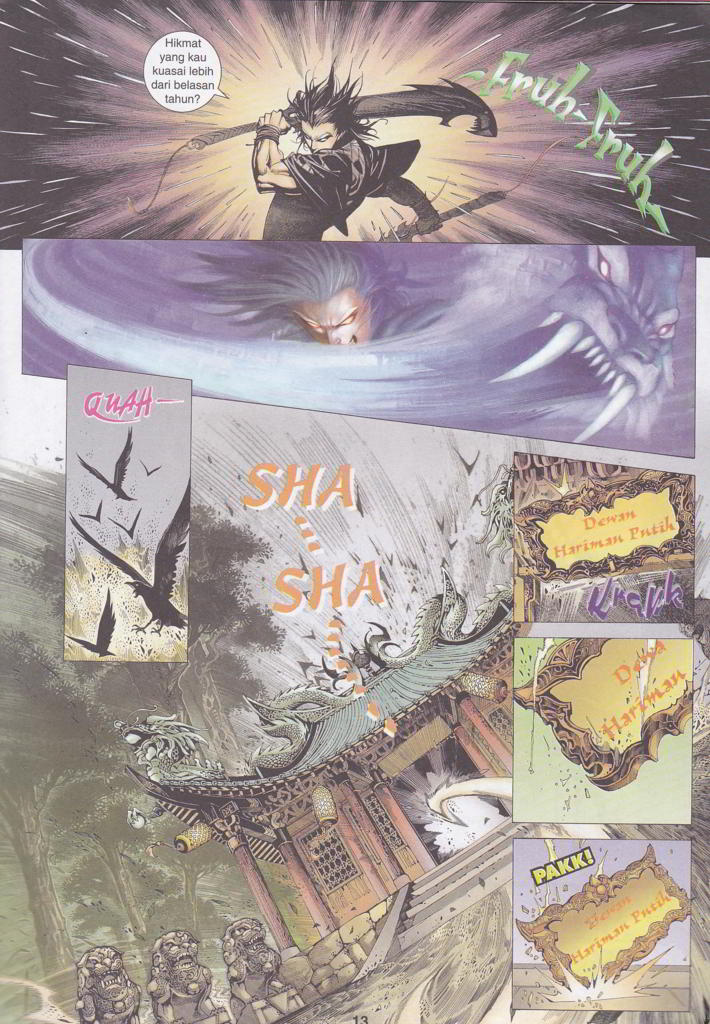 Hikmat
yang kau
kuasai lebih
dari belasan
tahun?
Fruh-Fruh
QUAH—
SHA
...
SHA
Dewan
Hariman Putih
Krakk
Dewa
Hariman
PAKK!
Dewan
Hariman Putih
13